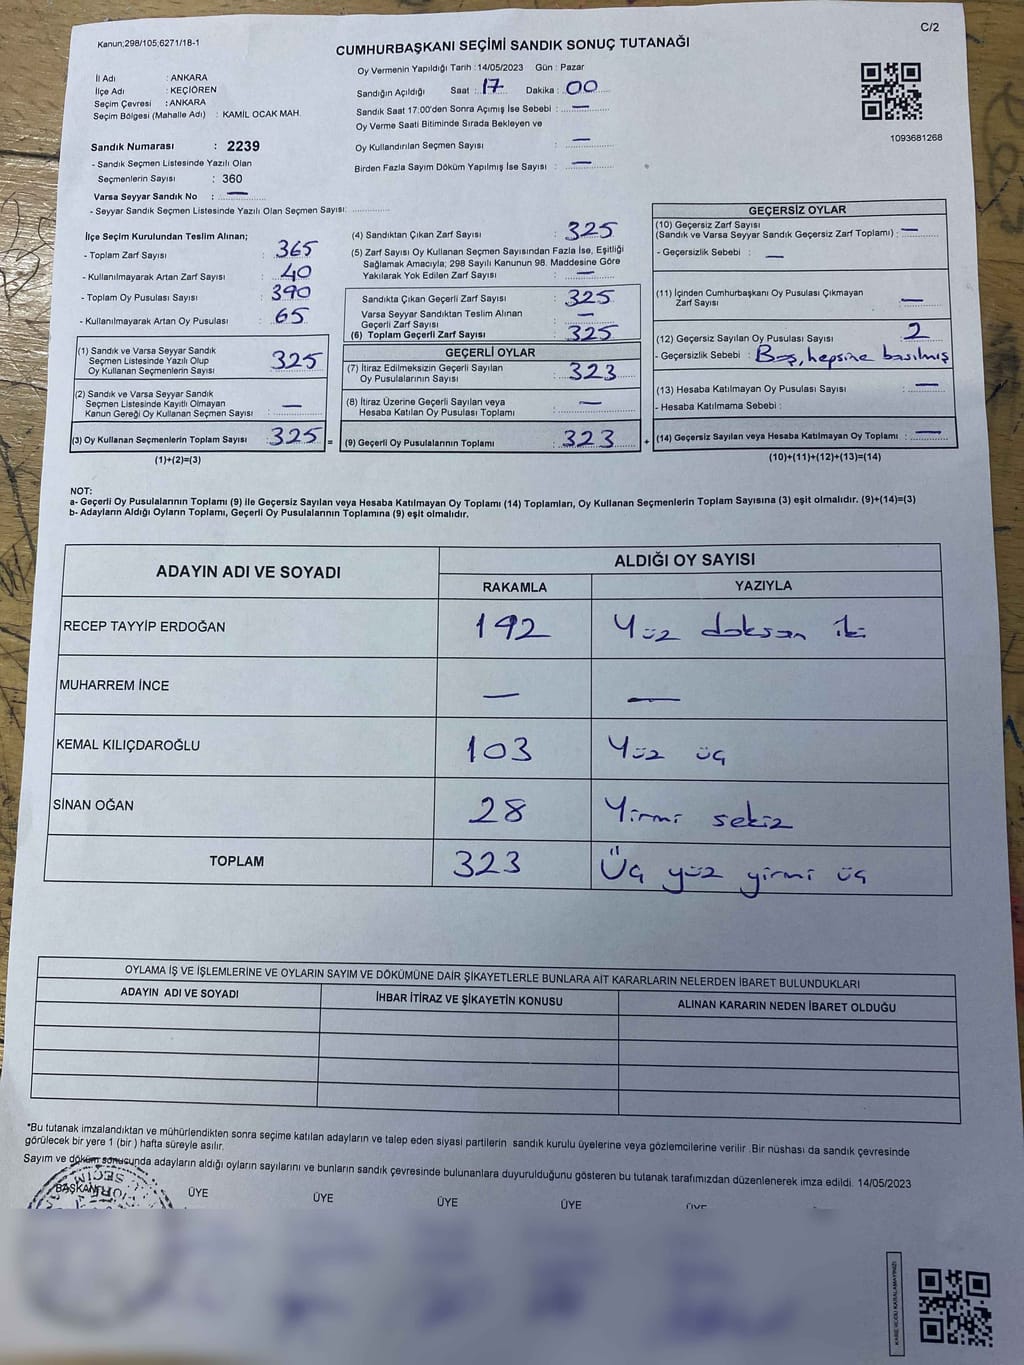 C/2
Kanun;298/105;6271/18-1
CUMHURBAŞKANI SEÇİMİ SANDIK SONUÇ TUTANAĞI
İl Adı : ANKARA
İlçe Adı : KEÇİÖREN
Seçim Çevresi : ANKARA
Seçim Bölgesi (Mahalle Adı) : KAMİL OCAK MAH.
Sandık Numarası : 2239
- Sandık Seçmen Listesinde Yazılı Olan
Seçmenlerin Sayısı : 360
Varsa Seyyar Sandık No : —
- Seyyar Sandık Seçmen Listesinde Yazılı Olan Seçmen Sayısı:
Oy Vermenin Yapıldığı Tarih :14/05/2023 Gün : Pazar
Sandığın Açıldığı Saat : 17 Dakika : 00
Sandık Saat 17:00'den Sonra Açımış İse Sebebi : —
Oy Verme Saati Bitiminde Sırada Bekleyen ve
Oy Kullandırılan Seçmen Sayısı : —
Birden Fazla Sayım Döküm Yapılmış İse Sayısı : —
1093681268
İlçe Seçim Kurulundan Teslim Alınan;
- Toplam Zarf Sayısı : 365
- Kullanılmayarak Artan Zarf Sayısı : 40
- Toplam Oy Pusulası Sayısı : 390
- Kullanılmayarak Artan Oy Pusulası : 65
(1) Sandık ve Varsa Seyyar Sandık
Seçmen Listesinde Yazılı Olup
Oy Kullanan Seçmenlerin Sayısı : 325
(2) Sandık ve Varsa Seyyar Sandık
Seçmen Listesinde Kayıtlı Olmayan
Kanun Gereği Oy Kullanan Seçmen Sayısı : —
(3) Oy Kullanan Seçmenlerin Toplam Sayısı : 325 =
(1)+(2)=(3)
(4) Sandıktan Çıkan Zarf Sayısı : 325
(5) Zarf Sayısı Oy Kullanan Seçmen Sayısından Fazla İse, Eşitliği
Sağlamak Amacıyla; 298 Sayılı Kanunun 98. Maddesine Göre
Yakılarak Yok Edilen Zarf Sayısı : —
Sandıkta Çıkan Geçerli Zarf Sayısı : 325
Varsa Seyyar Sandıktan Teslim Alınan
Geçerli Zarf Sayısı : —
(6) Toplam Geçerli Zarf Sayısı : 325
GEÇERLİ OYLAR
(7) İtiraz Edilmeksizin Geçerli Sayılan
Oy Pusulalarının Sayısı : 323
(8) İtiraz Üzerine Geçerli Sayılan veya
Hesaba Katılan Oy Pusulası Toplamı : —
(9) Geçerli Oy Pusulalarının Toplamı : 323 +
GEÇERSİZ OYLAR
(10) Geçersiz Zarf Sayısı
(Sandık ve Varsa Seyyar Sandık Geçersiz Zarf Toplamı) : —
- Geçersizlik Sebebi : —
(11) İçinden Cumhurbaşkanı Oy Pusulası Çıkmayan
Zarf Sayısı : —
(12) Geçersiz Sayılan Oy Pusulası Sayısı : 2
- Geçersizlik Sebebi : Boş, hepsine basılmış
(13) Hesaba Katılmayan Oy Pusulası Sayısı : —
- Hesaba Katılmama Sebebi :
(14) Geçersiz Sayılan veya Hesaba Katılmayan Oy Toplamı : —
(10)+(11)+(12)+(13)=(14)
NOT:
a- Geçerli Oy Pusulalarının Toplamı (9) ile Geçersiz Sayılan veya Hesaba Katılmayan Oy Toplamı (14) Toplamları, Oy Kullanan Seçmenlerin Toplam Sayısına (3) eşit olmalıdır. (9)+(14)=(3)
b- Adayların Aldığı Oyların Toplamı, Geçerli Oy Pusulalarının Toplamına (9) eşit olmalıdır.
ADAYIN ADI VE SOYADI
ALDIĞI OY SAYISI
RAKAMLA YAZIYLA
RECEP TAYYİP ERDOĞAN 192 Yüz doksan iki
MUHARREM İNCE — —
KEMAL KILIÇDAROĞLU 103 Yüz üç
SİNAN OĞAN 28 Yirmi sekiz
TOPLAM 323 Üç yüz yirmi üç
OYLAMA İŞ VE İŞLEMLERİNE VE OYLARIN SAYIM VE DÖKÜMÜNE DAİR ŞİKAYETLERLE BUNLARA AİT KARARLARIN NELERDEN İBARET BULUNDUKLARI
ADAYIN ADI VE SOYADI İHBAR İTİRAZ VE ŞİKAYETİN KONUSU ALINAN KARARIN NEDEN İBARET OLDUĞU
*Bu tutanak imzalandıktan ve mühürlendikten sonra seçime katılan adayların ve talep eden siyasi partilerin sandık kurulu üyelerine veya gözlemcilerine verilir .Bir nüshası da sandık çevresinde
görülecek bir yere 1 (bir ) hafta süreyle asılır.
Sayım ve döküm sonucunda adayların aldığı oyların sayılarını ve bunların sandık çevresinde bulunanlara duyurulduğunu gösteren bu tutanak tarafımızdan düzenlenerek imza edildi. 14/05/2023
BAŞKAN ÜYE ÜYE ÜYE ÜYE ÜYE